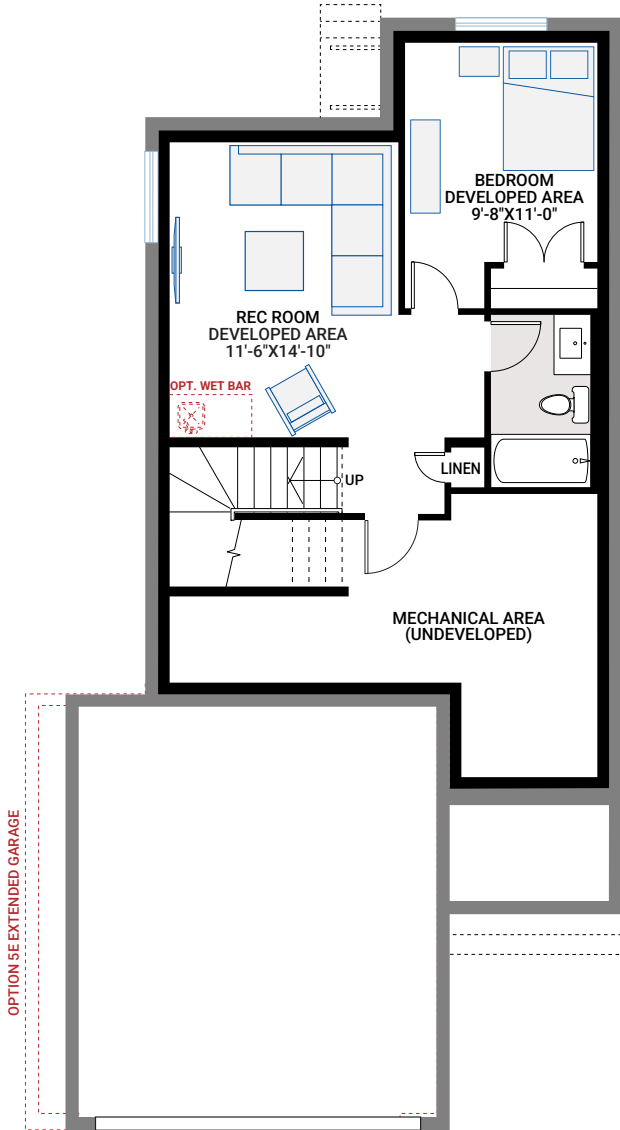 BEDROOM
DEVELOPED AREA
9'-8"X11'-0"
REC ROOM
DEVELOPED AREA
11'-6"X14'-10"
OPT. WET BAR
UP
LINEN
MECHANICAL AREA
(UNDEVELOPED)
OPTION 5E EXTENDED GARAGE